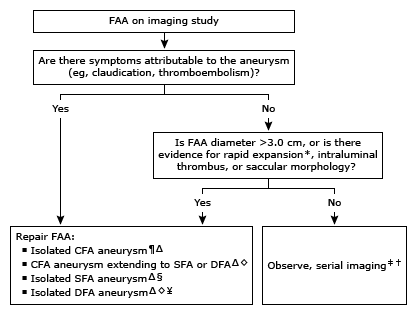 FAA on imaging study
Are there symptoms attributable to the aneurysm
(eg, claudication, thromboembolism)?
Yes
No
Is FAA diameter >3.0 cm, or is there
evidence for rapid expansion*, intraluminal
thrombus, or saccular morphology?
Yes
No
Repair FAA:
▪ Isolated CFA aneurysm¶Δ
▪ CFA aneurysm extending to SFA or DFAΔ◇
▪ Isolated SFA aneurysmΔ§
▪ Isolated DFA aneurysmΔ◇¥
Observe, serial imaging‡†